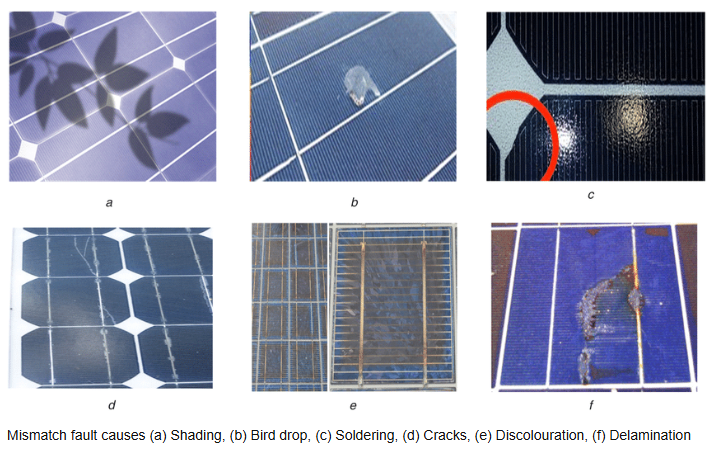 a
b
c
d
e
f
Mismatch fault causes (a) Shading, (b) Bird drop, (c) Soldering, (d) Cracks, (e) Discolouration, (f) Delamination